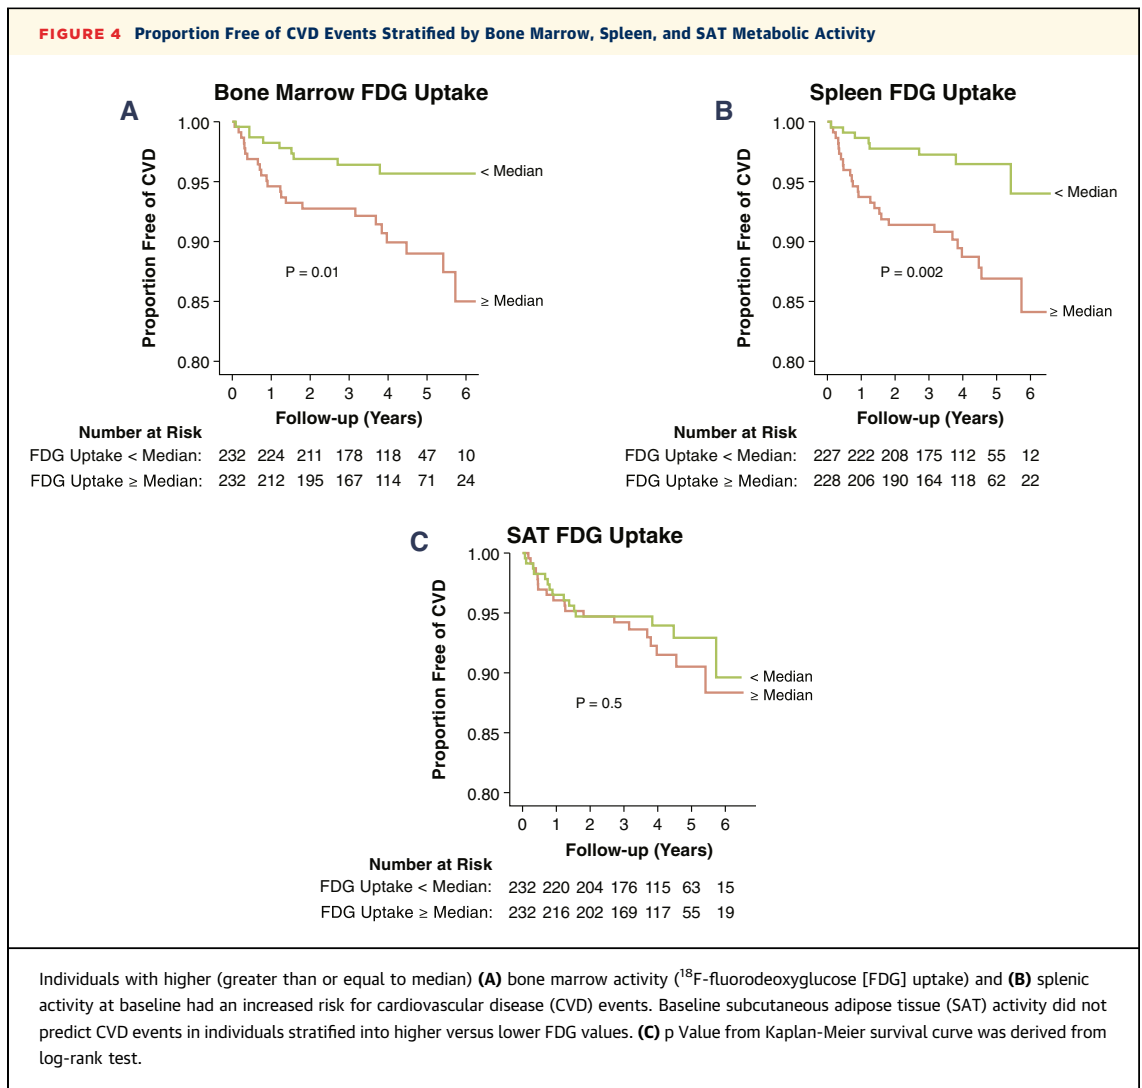 FIGURE 4 Proportion Free of CVD Events Stratified by Bone Marrow, Spleen, and SAT Metabolic Activity
A
Bone Marrow FDG Uptake
Proportion Free of CVD
1.00
0.95
0.90
0.85
0.80
< Median
P = 0.01
≥ Median
0 1 2 3 4 5 6
Follow-up (Years)
Number at Risk
FDG Uptake < Median: 232 224 211 178 118 47 10
FDG Uptake ≥ Median: 232 212 195 167 114 71 24
B
Spleen FDG Uptake
Proportion Free of CVD
1.00
0.95
0.90
0.85
0.80
< Median
P = 0.002
≥ Median
0 1 2 3 4 5 6
Follow-up (Years)
Number at Risk
FDG Uptake < Median: 227 222 208 175 112 55 12
FDG Uptake ≥ Median: 228 206 190 164 118 62 22
C
SAT FDG Uptake
Proportion Free of CVD
1.00
0.95
0.90
0.85
0.80
< Median
≥ Median
P = 0.5
0 1 2 3 4 5 6
Follow-up (Years)
Number at Risk
FDG Uptake < Median: 232 220 204 176 115 63 15
FDG Uptake ≥ Median: 232 216 202 169 117 55 19
Individuals with higher (greater than or equal to median) (A) bone marrow activity (¹⁸F-fluorodeoxyglucose [FDG] uptake) and (B) splenic
activity at baseline had an increased risk for cardiovascular disease (CVD) events. Baseline subcutaneous adipose tissue (SAT) activity did not
predict CVD events in individuals stratified into higher versus lower FDG values. (C) p Value from Kaplan-Meier survival curve was derived from
log-rank test.